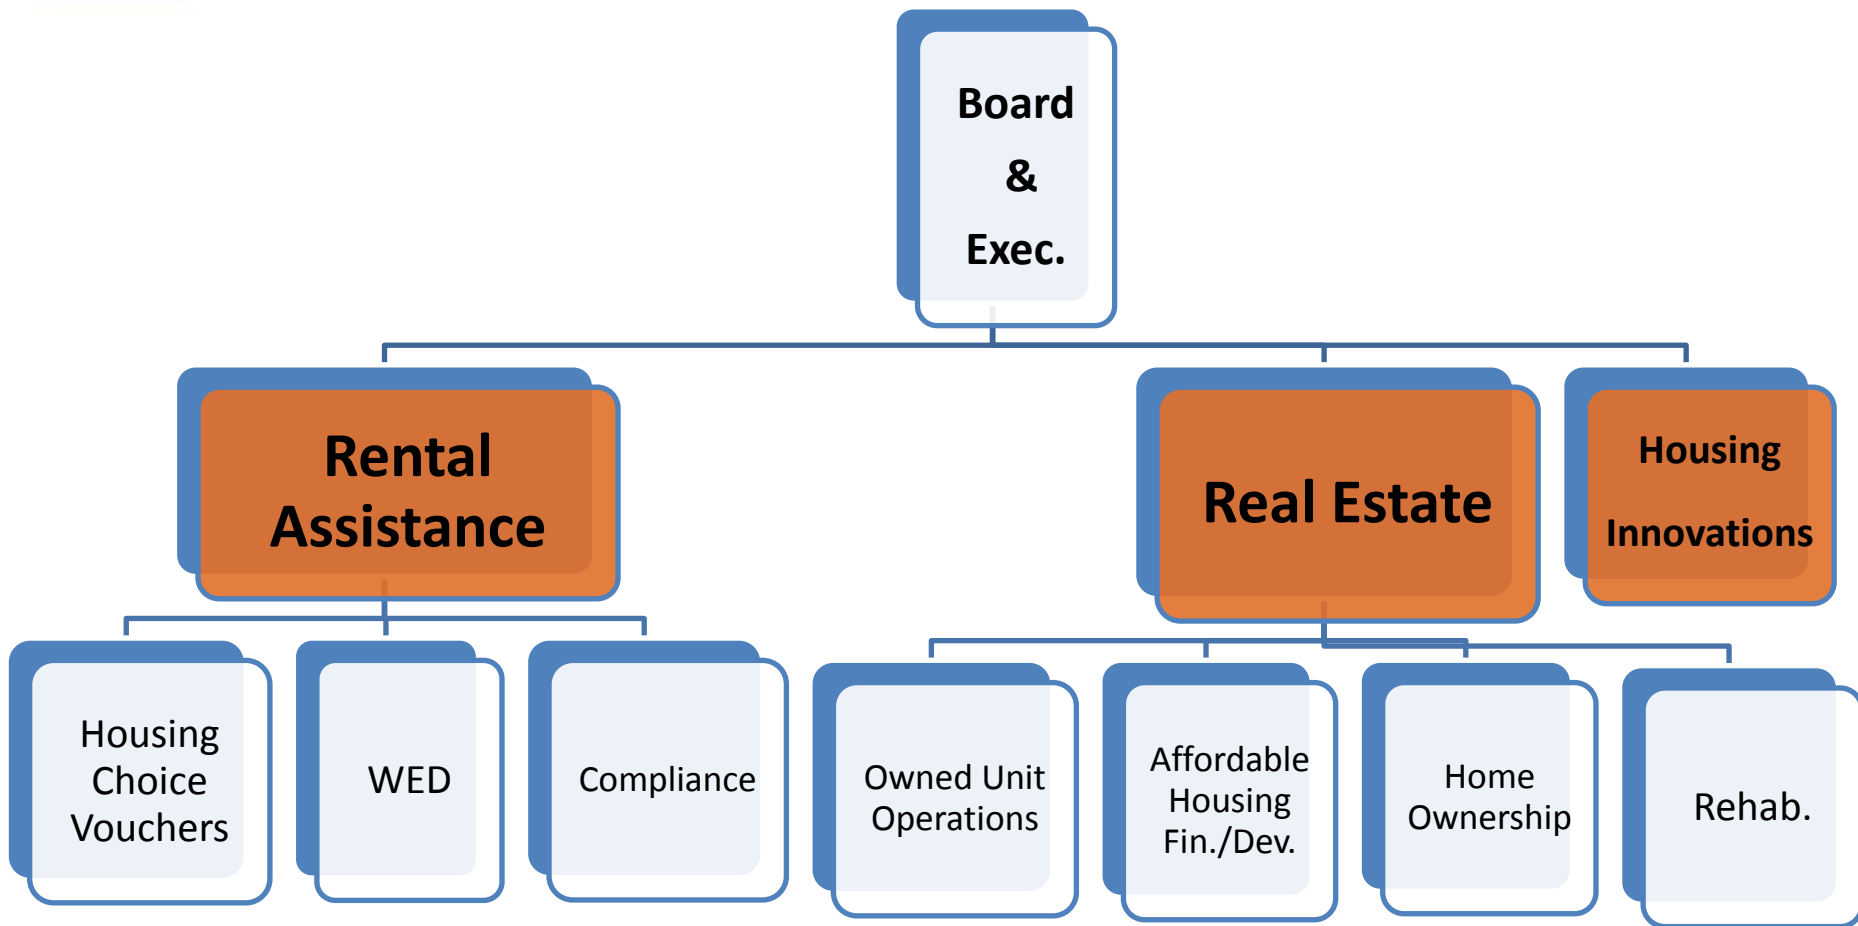 Board
&
Exec.
Rental
Assistance
Real Estate
Housing
Innovations
Housing
Choice
Vouchers
WED
Compliance
Owned Unit
Operations
Affordable
Housing
Fin./Dev.
Home
Ownership
Rehab.